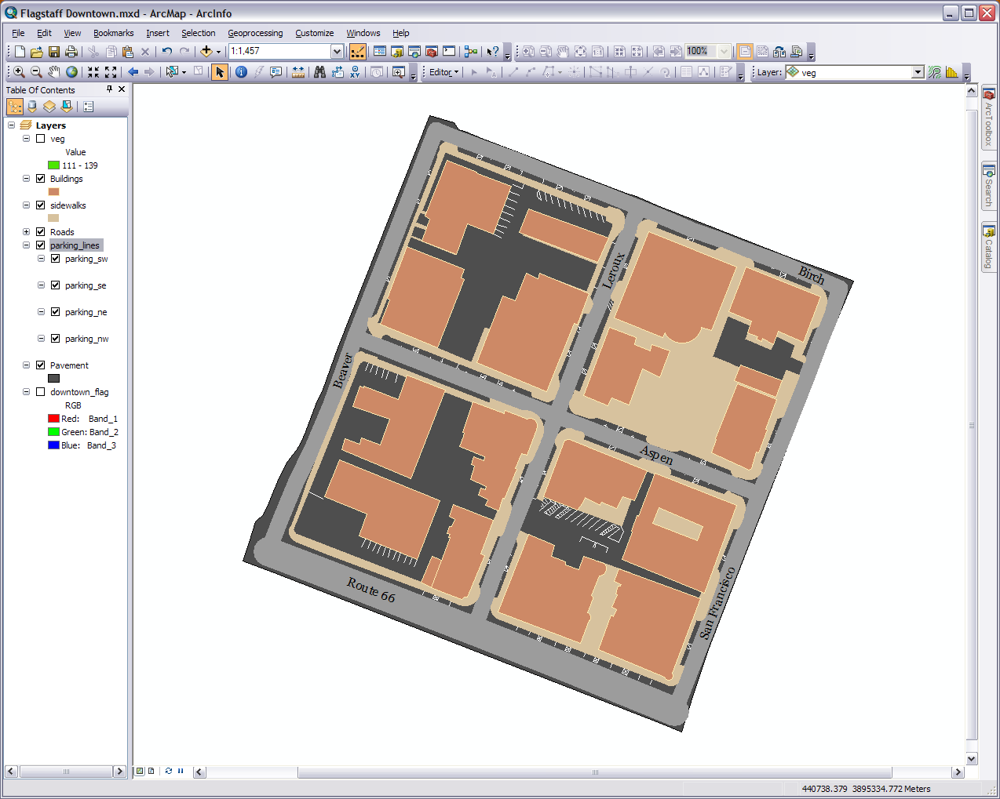 Flagstaff Downtown.mxd - ArcMap - ArcInfo
File Edit View Bookmarks Insert Selection Geoprocessing Customize Windows Help
1:1,457 100%
Editor Layer: veg
Table Of Contents
Layers
veg
Value
111 - 139
Buildings
sidewalks
Roads
parking_lines
parking_sw
parking_se
parking_ne
parking_nw
Pavement
downtown_flag
RGB
Red: Band_1
Green: Band_2
Blue: Band_3
Birch
Leroux
Beaver
Aspen
Route 66
San Francisco
ArcToolbox
Search
Catalog
440738.379 3895334.772 Meters